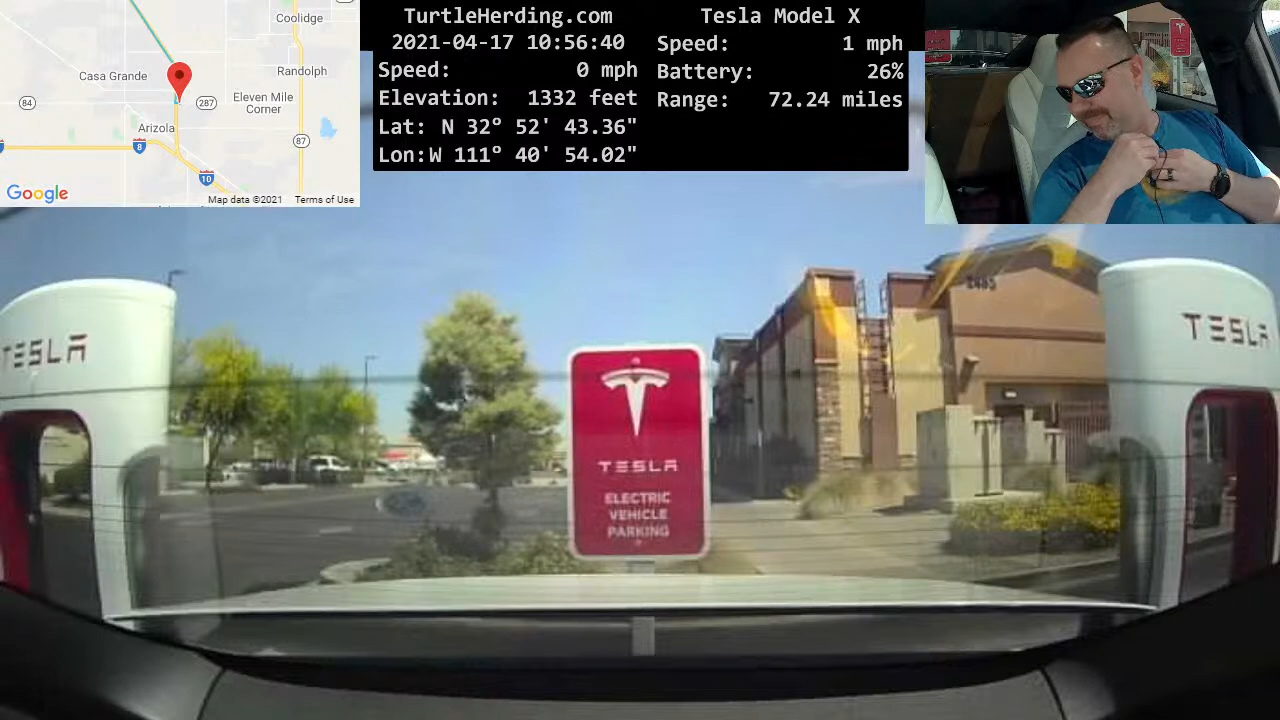 Coolidge
Casa Grande
Randolph
84
287
Eleven Mile
Corner
Arizola
87
8
10
Google
Map data ©2021
Terms of Use
TurtleHerding.com
2021-04-17 10:56:40
Speed: 0 mph
Elevation: 1332 feet
Lat: N 32° 52' 43.36"
Lon:W 111° 40' 54.02"
Tesla Model X
Speed: 1 mph
Battery: 26%
Range: 72.24 miles
TESLA
TESLA
ELECTRIC
VEHICLE
PARKING
TESLA